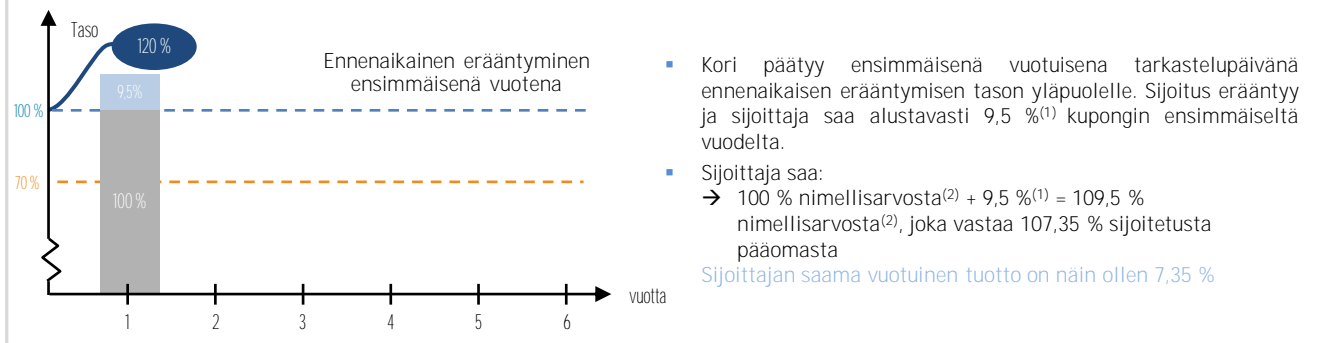 Taso
120 %
Ennenaikainen erääntyminen
ensimmäisenä vuotena
9,5%
100 %
70 %
100 %
vuotta
1 2 3 4 5 6
▪ Kori päätyy ensimmäisenä vuotuisena tarkastelupäivänä
ennenaikaisen erääntymisen tason yläpuolelle. Sijoitus erääntyy
ja sijoittaja saa alustavasti 9,5 %(1) kupongin ensimmäiseltä
vuodelta.
▪ Sijoittaja saa:
→ 100 % nimellisarvosta(2) + 9,5 %(1) = 109,5 %
nimellisarvosta(2), joka vastaa 107,35 % sijoitetusta
pääomasta
Sijoittajan saama vuotuinen tuotto on näin ollen 7,35 %